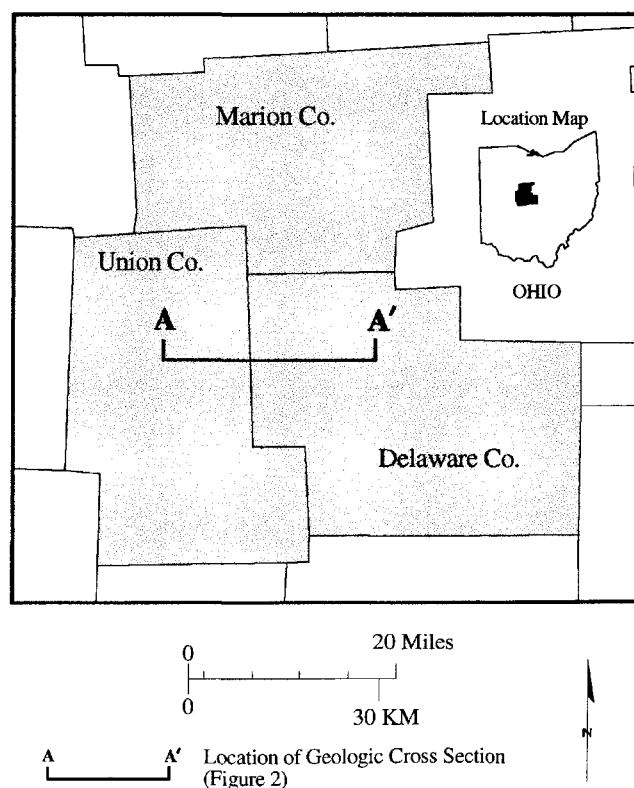 Marion Co.
Location Map
OHIO
Union Co.
A A′
Delaware Co.
0 20 Miles
0 30 KM
N
A A′ Location of Geologic Cross Section
(Figure 2)